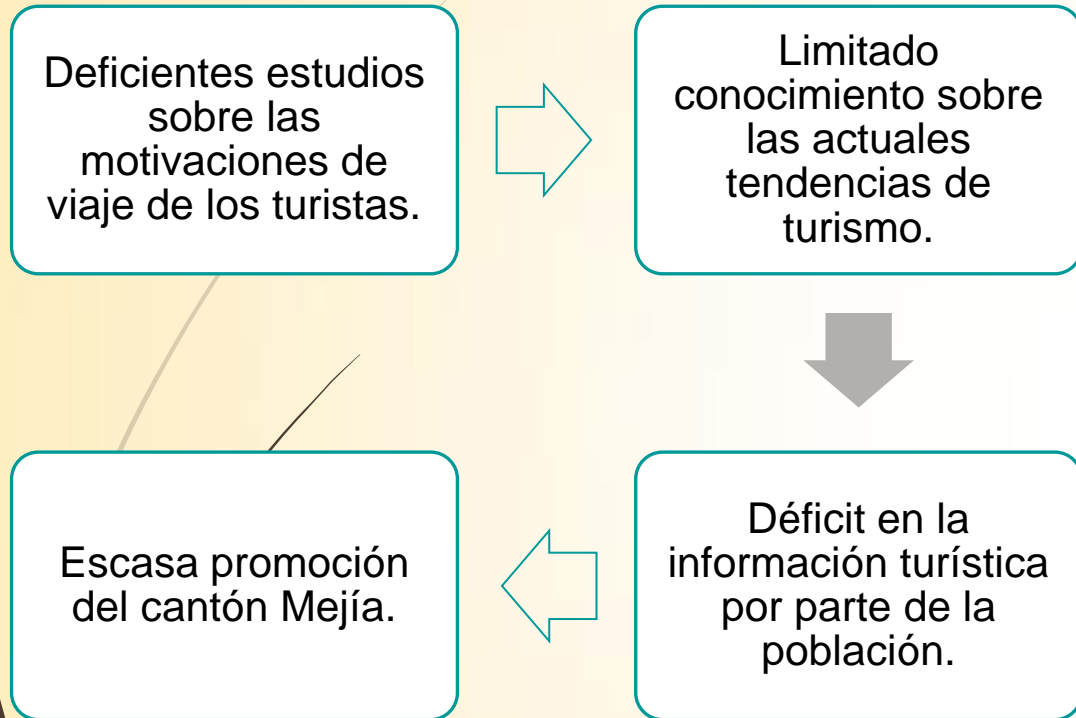 Deficientes estudios
sobre las
motivaciones de
viaje de los turistas.
Limitado
conocimiento sobre
las actuales
tendencias de
turismo.
Déficit en la
información turística
por parte de la
población.
Escasa promoción
del cantón Mejía.